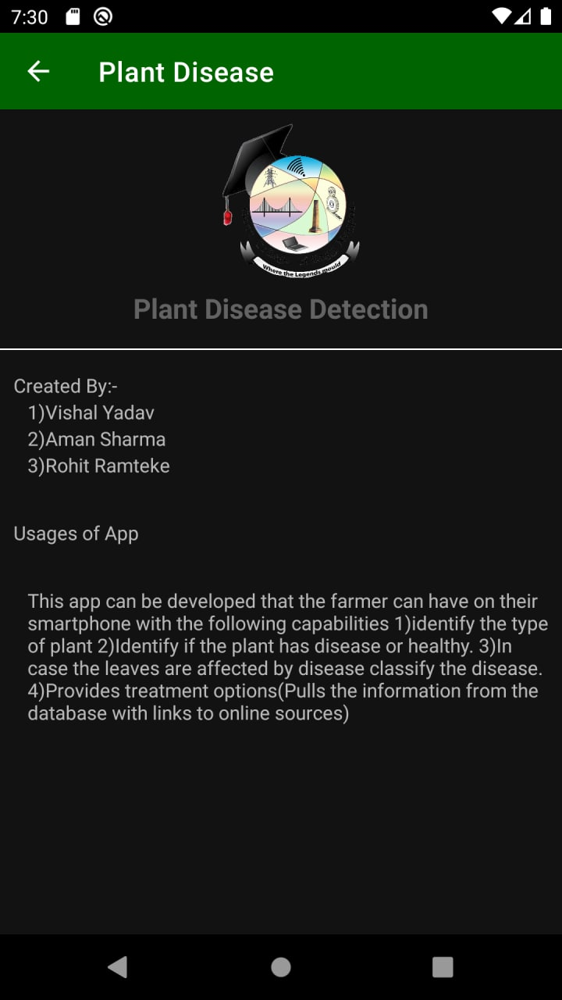 7:30
Plant Disease
Where the Legends mould
Plant Disease Detection
Created By:-
1)Vishal Yadav
2)Aman Sharma
3)Rohit Ramteke
Usages of App
This app can be developed that the farmer can have on their
smartphone with the following capabilities 1)identify the type
of plant 2)Identify if the plant has disease or healthy. 3)In
case the leaves are affected by disease classify the disease.
4)Provides treatment options(Pulls the information from the
database with links to online sources)